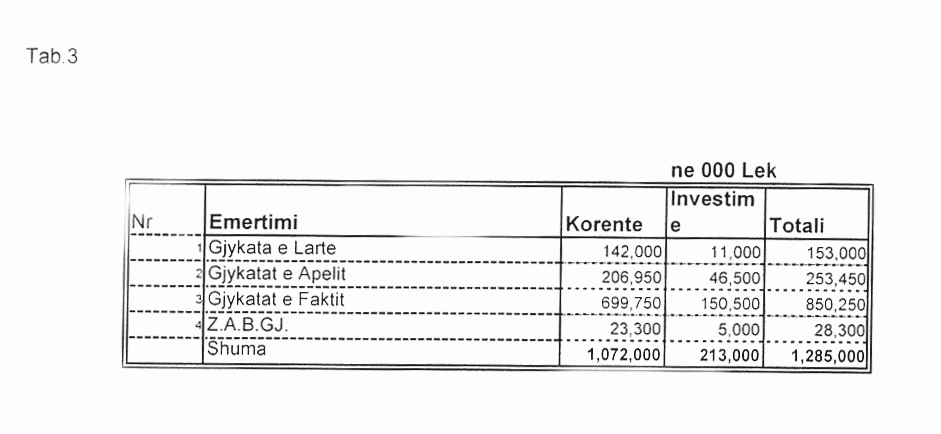 Tab.3
ne 000 Lek
Nr Emertimi Korente Investime Totali
1 Gjykata e Larte 142,000 11,000 153,000
2 Gjykatat e Apelit 206,950 46,500 253,450
3 Gjykatat e Faktit 699,750 150,500 850,250
4 Z.A.B.GJ. 23,300 5,000 28,300
Shuma 1,072,000 213,000 1,285,000